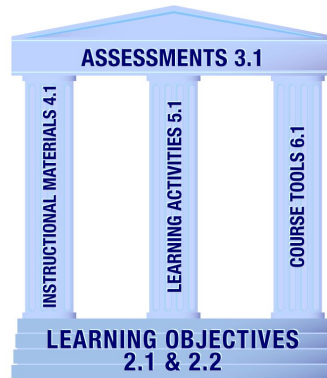 ASSESSMENTS 3.1
INSTRUCTIONAL MATERIALS 4.1
LEARNING ACTIVITIES 5.1
COURSE TOOLS 6.1
LEARNING OBJECTIVES
2.1 & 2.2